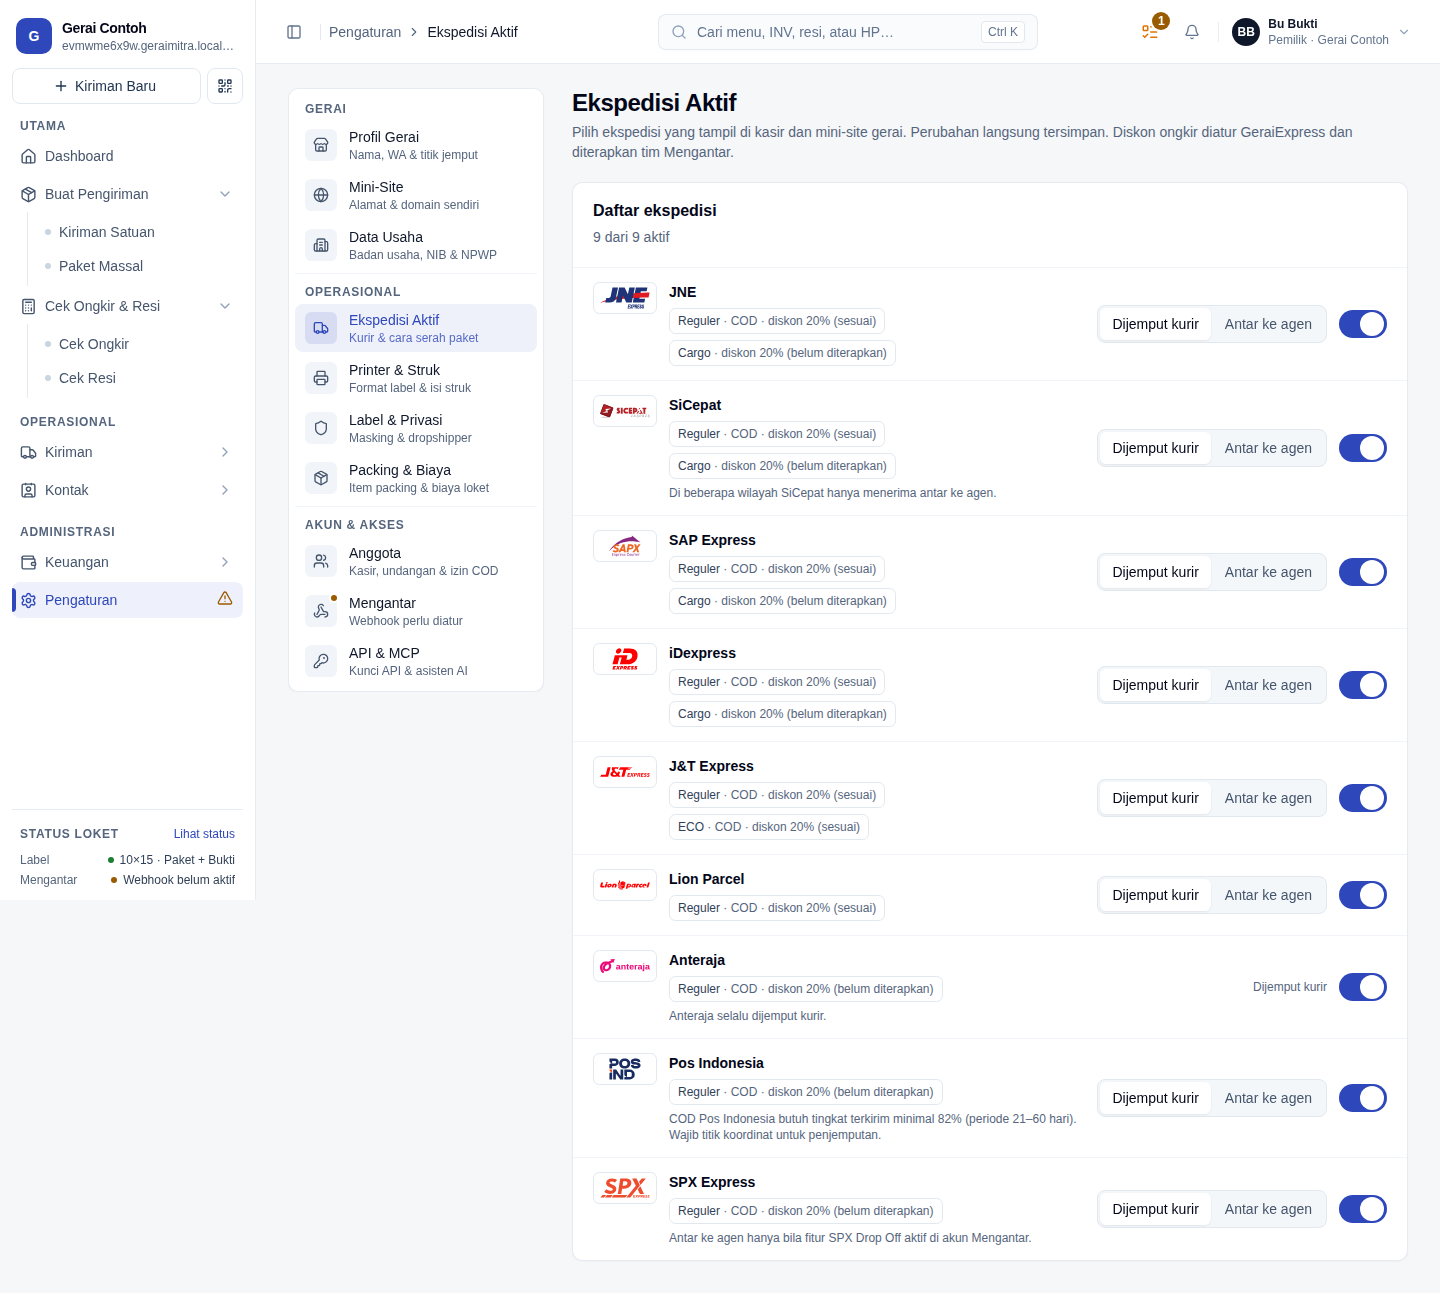 G
Gerai Contoh
evmwme6x9w.geraimitra.local…
Kiriman Baru
UTAMA
Dashboard
Buat Pengiriman
Kiriman Satuan
Paket Massal
Cek Ongkir & Resi
Cek Ongkir
Cek Resi
OPERASIONAL
Kiriman
Kontak
ADMINISTRASI
Keuangan
Pengaturan
STATUS LOKET
Lihat status
Label
10×15 · Paket + Bukti
Mengantar
Webhook belum aktif
Pengaturan
Ekspedisi Aktif
Cari menu, INV, resi, atau HP…
Ctrl K
1
BB
Bu Bukti
Pemilik · Gerai Contoh
GERAI
Profil Gerai
Nama, WA & titik jemput
Mini-Site
Alamat & domain sendiri
Data Usaha
Badan usaha, NIB & NPWP
OPERASIONAL
Ekspedisi Aktif
Kurir & cara serah paket
Printer & Struk
Format label & isi struk
Label & Privasi
Masking & dropshipper
Packing & Biaya
Item packing & biaya loket
AKUN & AKSES
Anggota
Kasir, undangan & izin COD
Mengantar
Webhook perlu diatur
API & MCP
Kunci API & asisten AI
Ekspedisi Aktif
Pilih ekspedisi yang tampil di kasir dan mini-site gerai. Perubahan langsung tersimpan. Diskon ongkir diatur GeraiExpress dan
diterapkan tim Mengantar.
Daftar ekspedisi
9 dari 9 aktif
JNE
EXPRESS
JNE
Reguler · COD · diskon 20% (sesuai)
Cargo · diskon 20% (belum diterapkan)
Dijemput kurir
Antar ke agen
SICEPAT
SiCepat
Reguler · COD · diskon 20% (sesuai)
Cargo · diskon 20% (belum diterapkan)
Di beberapa wilayah SiCepat hanya menerima antar ke agen.
Dijemput kurir
Antar ke agen
SAPX
Express Courier
SAP Express
Reguler · COD · diskon 20% (sesuai)
Cargo · diskon 20% (belum diterapkan)
Dijemput kurir
Antar ke agen
iD
EXPRESS
iDexpress
Reguler · COD · diskon 20% (sesuai)
Cargo · diskon 20% (belum diterapkan)
Dijemput kurir
Antar ke agen
J&T EXPRESS
J&T Express
Reguler · COD · diskon 20% (sesuai)
ECO · COD · diskon 20% (sesuai)
Dijemput kurir
Antar ke agen
Lion parcel
Lion Parcel
Reguler · COD · diskon 20% (sesuai)
Dijemput kurir
Antar ke agen
anteraja
Anteraja
Reguler · COD · diskon 20% (belum diterapkan)
Anteraja selalu dijemput kurir.
Dijemput kurir
POS
IND
Pos Indonesia
Reguler · COD · diskon 20% (belum diterapkan)
COD Pos Indonesia butuh tingkat terkirim minimal 82% (periode 21–60 hari).
Wajib titik koordinat untuk penjemputan.
Dijemput kurir
Antar ke agen
SPX
EXPRESS
SPX Express
Reguler · COD · diskon 20% (belum diterapkan)
Antar ke agen hanya bila fitur SPX Drop Off aktif di akun Mengantar.
Dijemput kurir
Antar ke agen